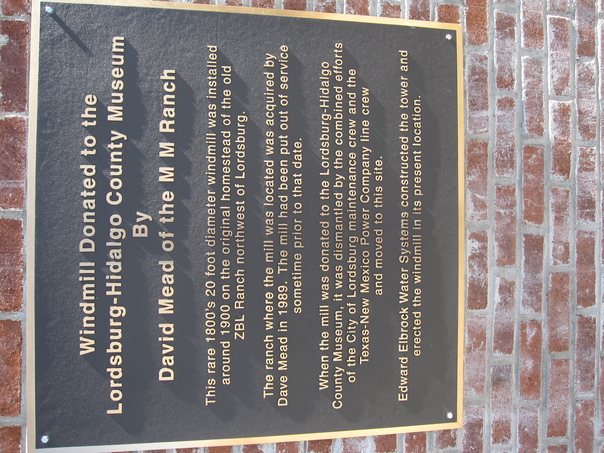 Windmill Donated to the
Lordsburg-Hidalgo County Museum
By
David Mead of the M M Ranch
This rare 1800's 20 foot diameter windmill was installed
around 1900 on the original homestead of the old
ZBL Ranch northwest of Lordsburg.
The ranch where the mill was located was acquired by
Dave Mead in 1989. The mill had been put out of service
sometime prior to that date.
When the mill was donated to the Lordsburg-Hidalgo
County Museum, it was dismantled by the combined efforts
of the City of Lordsburg maintenance crew and the
Texas-New Mexico Power Company line crew
and moved to this site.
Edward Elbrock Water Systems constructed the tower and
erected the windmill in its present location.